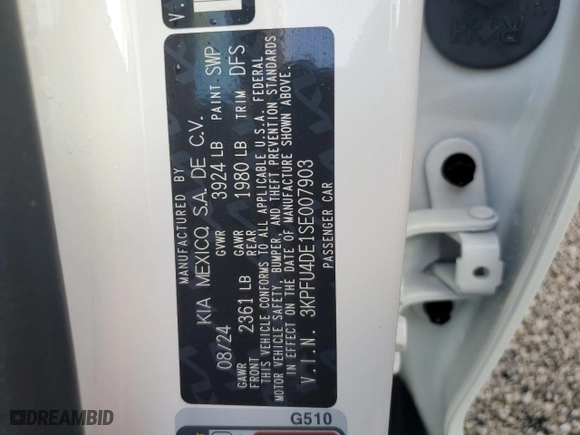 MANUFACTURED BY
KIA MEXICO, S.A. DE C.V.
08/24 GVWR 3924 LB PAINT SWP
GAWR FRONT 2361 LB GAWR REAR 1980 LB TRIM DFS
THIS VEHICLE CONFORMS TO ALL APPLICABLE U.S.A. FEDERAL
MOTOR VEHICLE SAFETY, BUMPER, AND THEFT PREVENTION STANDARDS
IN EFFECT ON THE DATE OF MANUFACTURE SHOWN ABOVE.
V.I.N. 3KPFU4DE1SE007903
PASSENGER CAR
G510
DREAMBID